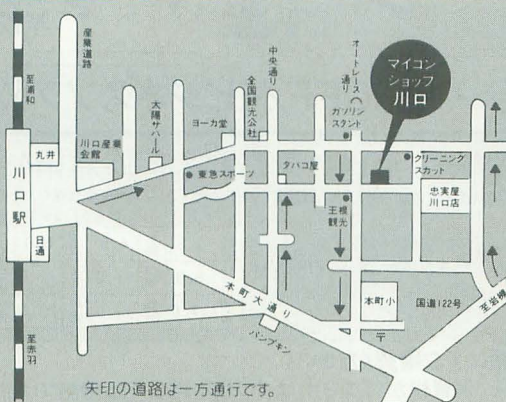 至浦和
川口駅
至赤羽
丸井
日通
産業道路
川口産業
会館
太陽サパール
ヨーカ堂
東急スポーツ
全国観光公社
中央通り
タバコ屋
オートレース
通り
ガソリン
スタント
マイコン
ショップ
川口
クリーニング
スカット
忠実屋
川口店
王様
観光
本町大通り
パンプキン
本町小
〒
国道122号
至岩槻
矢印の道路は一方通行です。